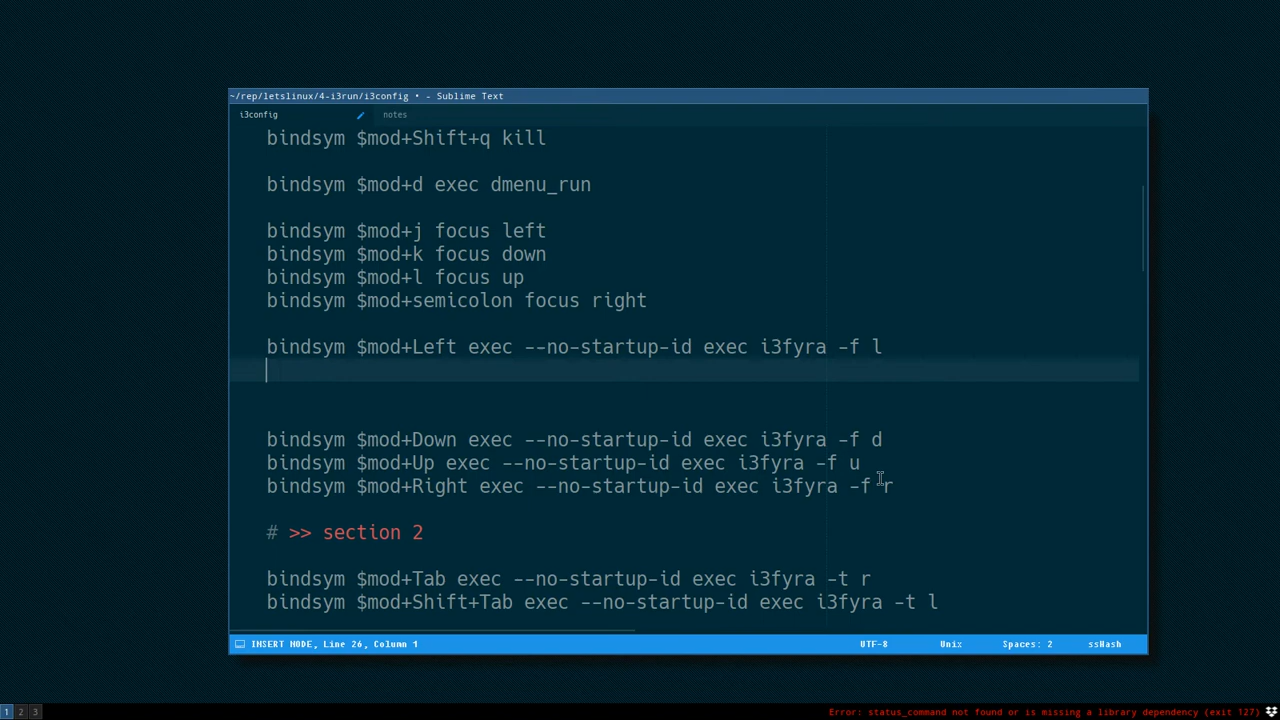 ~/rep/letslinux/4-i3run/i3config • - Sublime Text
i3config
notes
bindsym $mod+Shift+q kill
bindsym $mod+d exec dmenu_run
bindsym $mod+j focus left
bindsym $mod+k focus down
bindsym $mod+l focus up
bindsym $mod+semicolon focus right
bindsym $mod+Left exec --no-startup-id exec i3fyra -f l
bindsym $mod+Down exec --no-startup-id exec i3fyra -f d
bindsym $mod+Up exec --no-startup-id exec i3fyra -f u
bindsym $mod+Right exec --no-startup-id exec i3fyra -f r
# >> section 2
bindsym $mod+Tab exec --no-startup-id exec i3fyra -t r
bindsym $mod+Shift+Tab exec --no-startup-id exec i3fyra -t l
INSERT MODE, Line 26, Column 1
UTF-8
Unix
Spaces: 2
ssHash
1 2 3
Error: status_command not found or is missing a library dependency (exit 127)